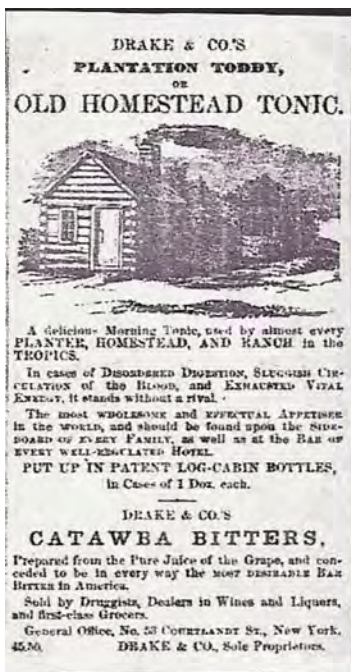 DRAKE & CO.'S
PLANTATION TODDY,
OR
OLD HOMESTEAD TONIC.
A delicious Morning Tonic, used by almost every
PLANTER, HOMESTEAD, AND RANCH in the
TROPICS.
In cases of DISORDERED DIGESTION, SLUGGISH CIR-
CULATION of the BLOOD, and EXHAUSTED VITAL
ENERGY, it stands without a rival.
The most WHOLESOME and EFFECTUAL APPETISER
in the WORLD, and should be found upon the SIDE-
BOARD OF EVERY FAMILY, as well as at the BAR OF
EVERY WELL-REGULATED HOTEL.
PUT UP IN PATENT LOG-CABIN BOTTLES,
in Cases of 1 Doz. each.
DRAKE & CO.'S
CATAWBA BITTERS,
Prepared from the Pure Juice of the Grape, and con-
ceded to be in every way the MOST DESIRABLE BAR
BITTER in America.
Sold by Druggists, Dealers in Wines and Liquors,
and first-class Grocers.
General Office, No. 53 COURTLANDT ST., New York.
DRAKE & CO., Sole Proprietors.